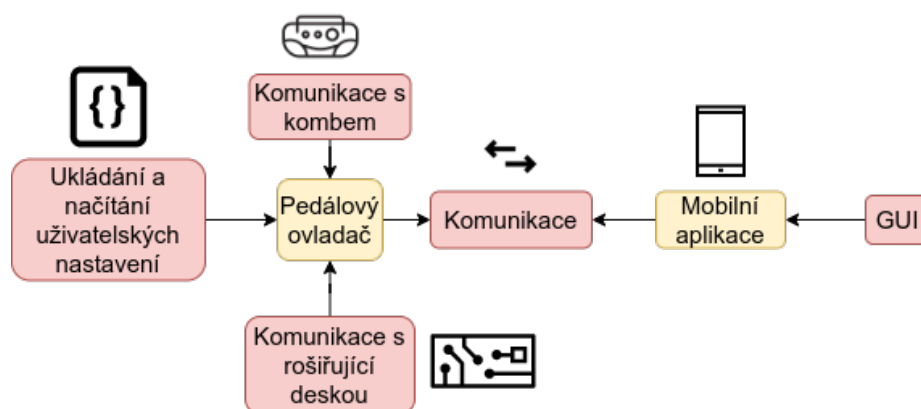 Komunikace s
kombem
Ukládání a
načítání
uživatelských
nastavení
Pedálový
ovladač
Komunikace
Mobilní
aplikace
GUI
Komunikace s
rošiřující
deskou